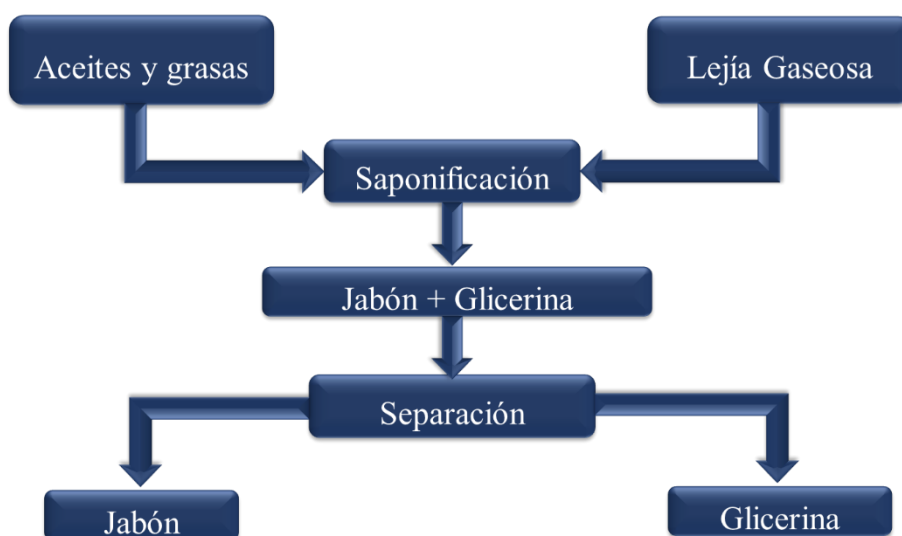 Aceites y grasas
Lejía Gaseosa
Saponificación
Jabón + Glicerina
Separación
Jabón
Glicerina